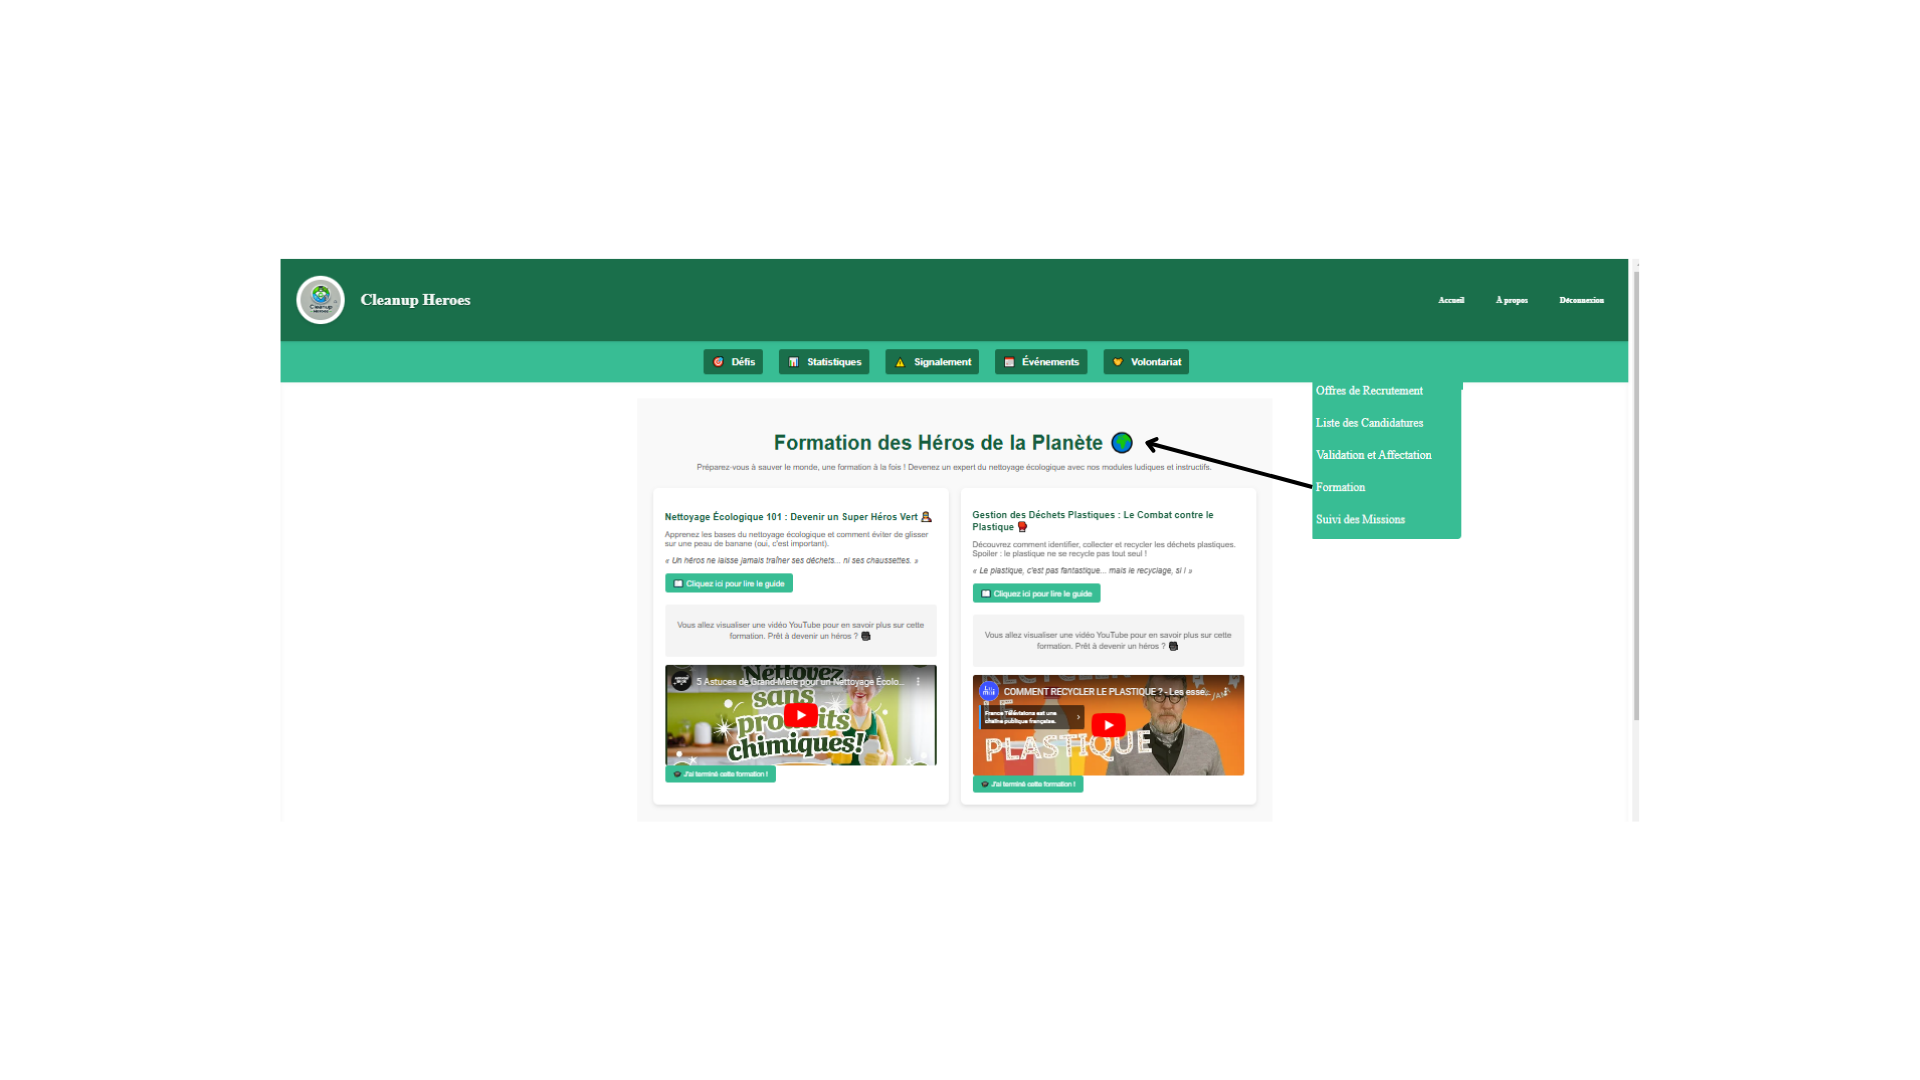 Cleanup Heroes
Accueil
À propos
Déconnexion
Défis
Statistiques
Signalement
Événements
Volontariat
Offres de Recrutement
Liste des Candidatures
Validation et Affectation
Formation
Suivi des Missions
Formation des Héros de la Planète
Préparez-vous à sauver le monde, une formation à la fois ! Devenez un expert du nettoyage écologique avec nos modules ludiques et instructifs.
Nettoyage Écologique 101 : Devenir un Super Héros Vert
Apprenez les bases du nettoyage écologique et comment éviter de glisser
sur une peau de banane (oui, c'est important).
« Un héros ne laisse jamais traîner ses déchets... ni ses chaussettes. »
Cliquez ici pour lire le guide
Vous allez visualiser une vidéo YouTube pour en savoir plus sur cette
formation. Prêt à devenir un héros ?
5 Astuces de Grand-Mère pour un Nettoyage Écolo...
Nettoyez
sans
produits
chimiques!
J'ai terminé cette formation !
Gestion des Déchets Plastiques : Le Combat contre le
Plastique
Découvrez comment identifier, collecter et recycler les déchets plastiques.
Spoiler : le plastique ne se recycle pas tout seul !
« Le plastique, c'est pas fantastique... mais le recyclage, si ! »
Cliquez ici pour lire le guide
Vous allez visualiser une vidéo YouTube pour en savoir plus sur cette
formation. Prêt à devenir un héros ?
RECYCLER
COMMENT RECYCLER LE PLASTIQUE ? - Les esse...
France Télévisions est une
chaîne publique française.
PLASTIQUE
J'ai terminé cette formation !